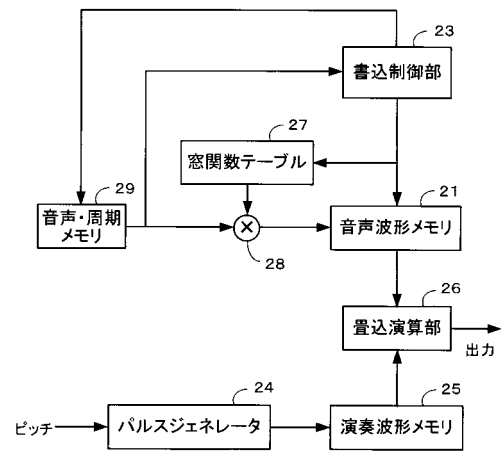 23
書込制御部
27
窓関数テーブル
29
音声・周期
メモリ
×
28
21
音声波形メモリ
26
畳込演算部
出力
24
25
ピッチ
パルスジェネレータ
演奏波形メモリ